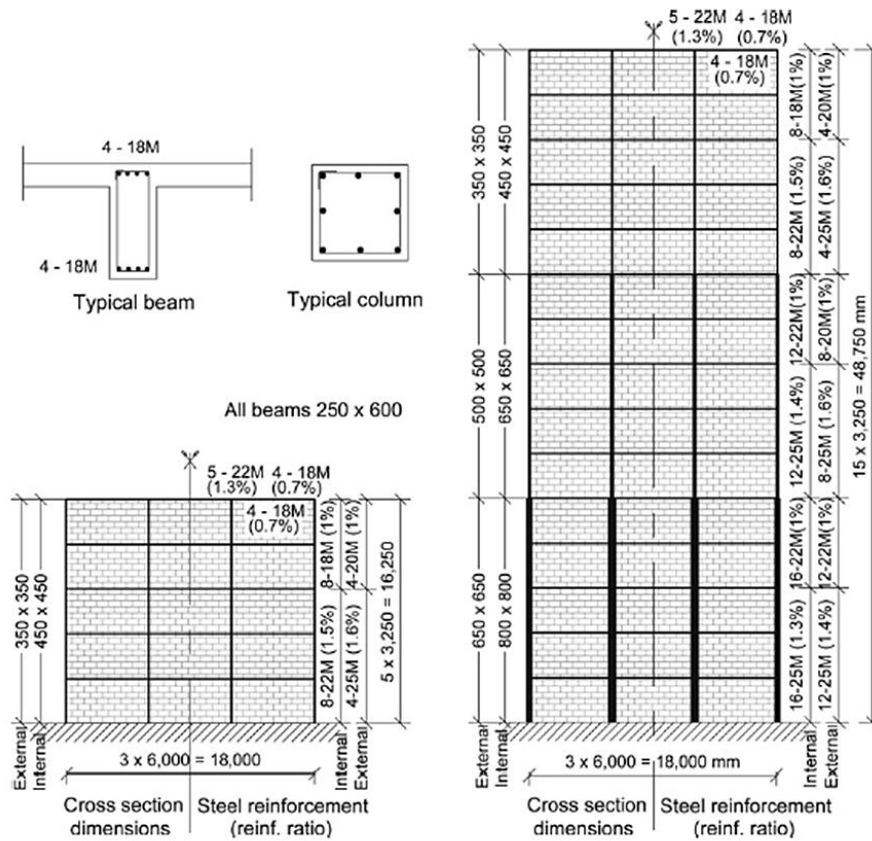 4 - 18M
4 - 18M
Typical beam
Typical column
All beams 250 x 600
5 - 22M 4 - 18M
(1.3%) (0.7%)
4 - 18M
(0.7%)
350 x 350
450 x 450
8-18M (1%)
4-20M (1%)
8-22M (1.5%)
4-25M (1.6%)
5 x 3,250 = 16,250
External
Internal
3 x 6,000 = 18,000
Internal
External
Cross section
dimensions
Steel reinforcement
(reinf. ratio)
5 - 22M 4 - 18M
(1.3%) (0.7%)
4 - 18M
(0.7%)
350 x 350
450 x 450
8-18M(1%)
4-20M(1%)
8-22M (1.5%)
4-25M (1.6%)
500 x 500
650 x 650
12-22M(1%)
8-20M(1%)
12-25M (1.4%)
8-25M (1.6%)
650 x 650
800 x 800
16-22M(1%)
12-22M(1%)
16-25M (1.3%)
12-25M (1.4%)
15 x 3,250 = 48,750 mm
External
Internal
3 x 6,000 = 18,000 mm
Internal
External
Cross section
dimensions
Steel reinforcement
(reinf. ratio)